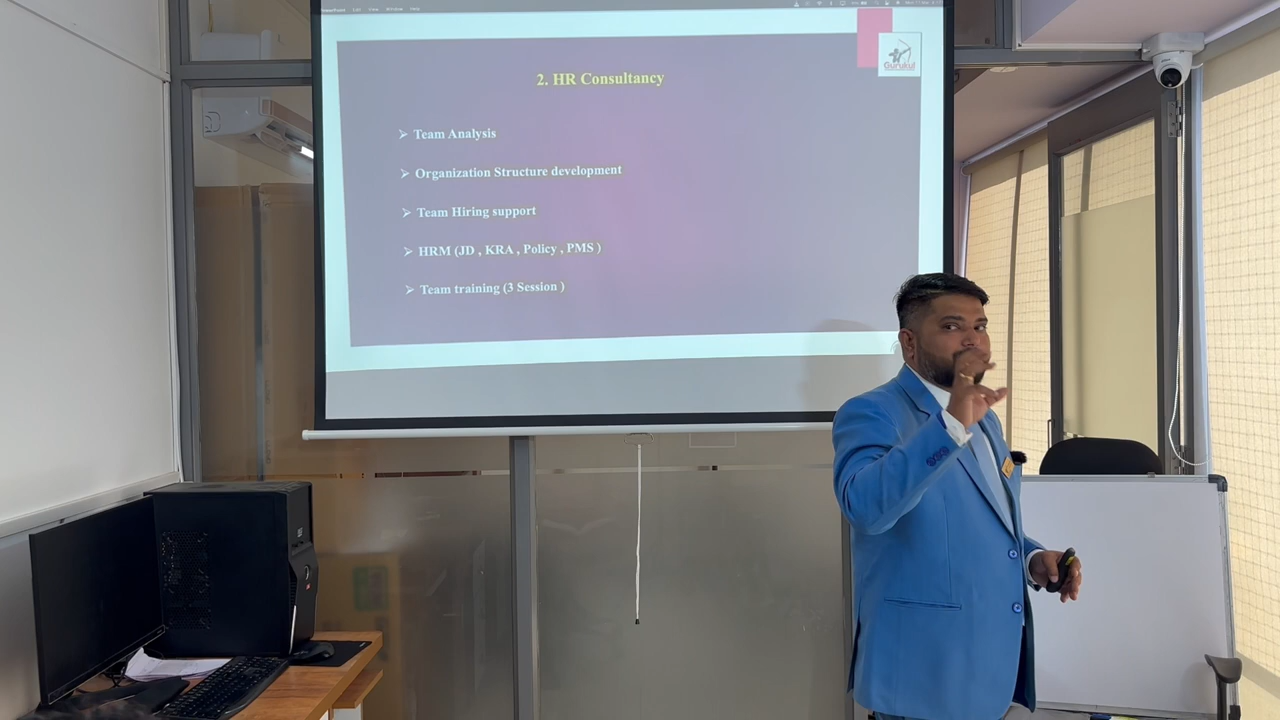 2. HR Consultancy
Gurukul
➢ Team Analysis
➢ Organization Structure development
➢ Team Hiring support
➢ HRM (JD , KRA , Policy , PMS )
➢ Team training (3 Session )